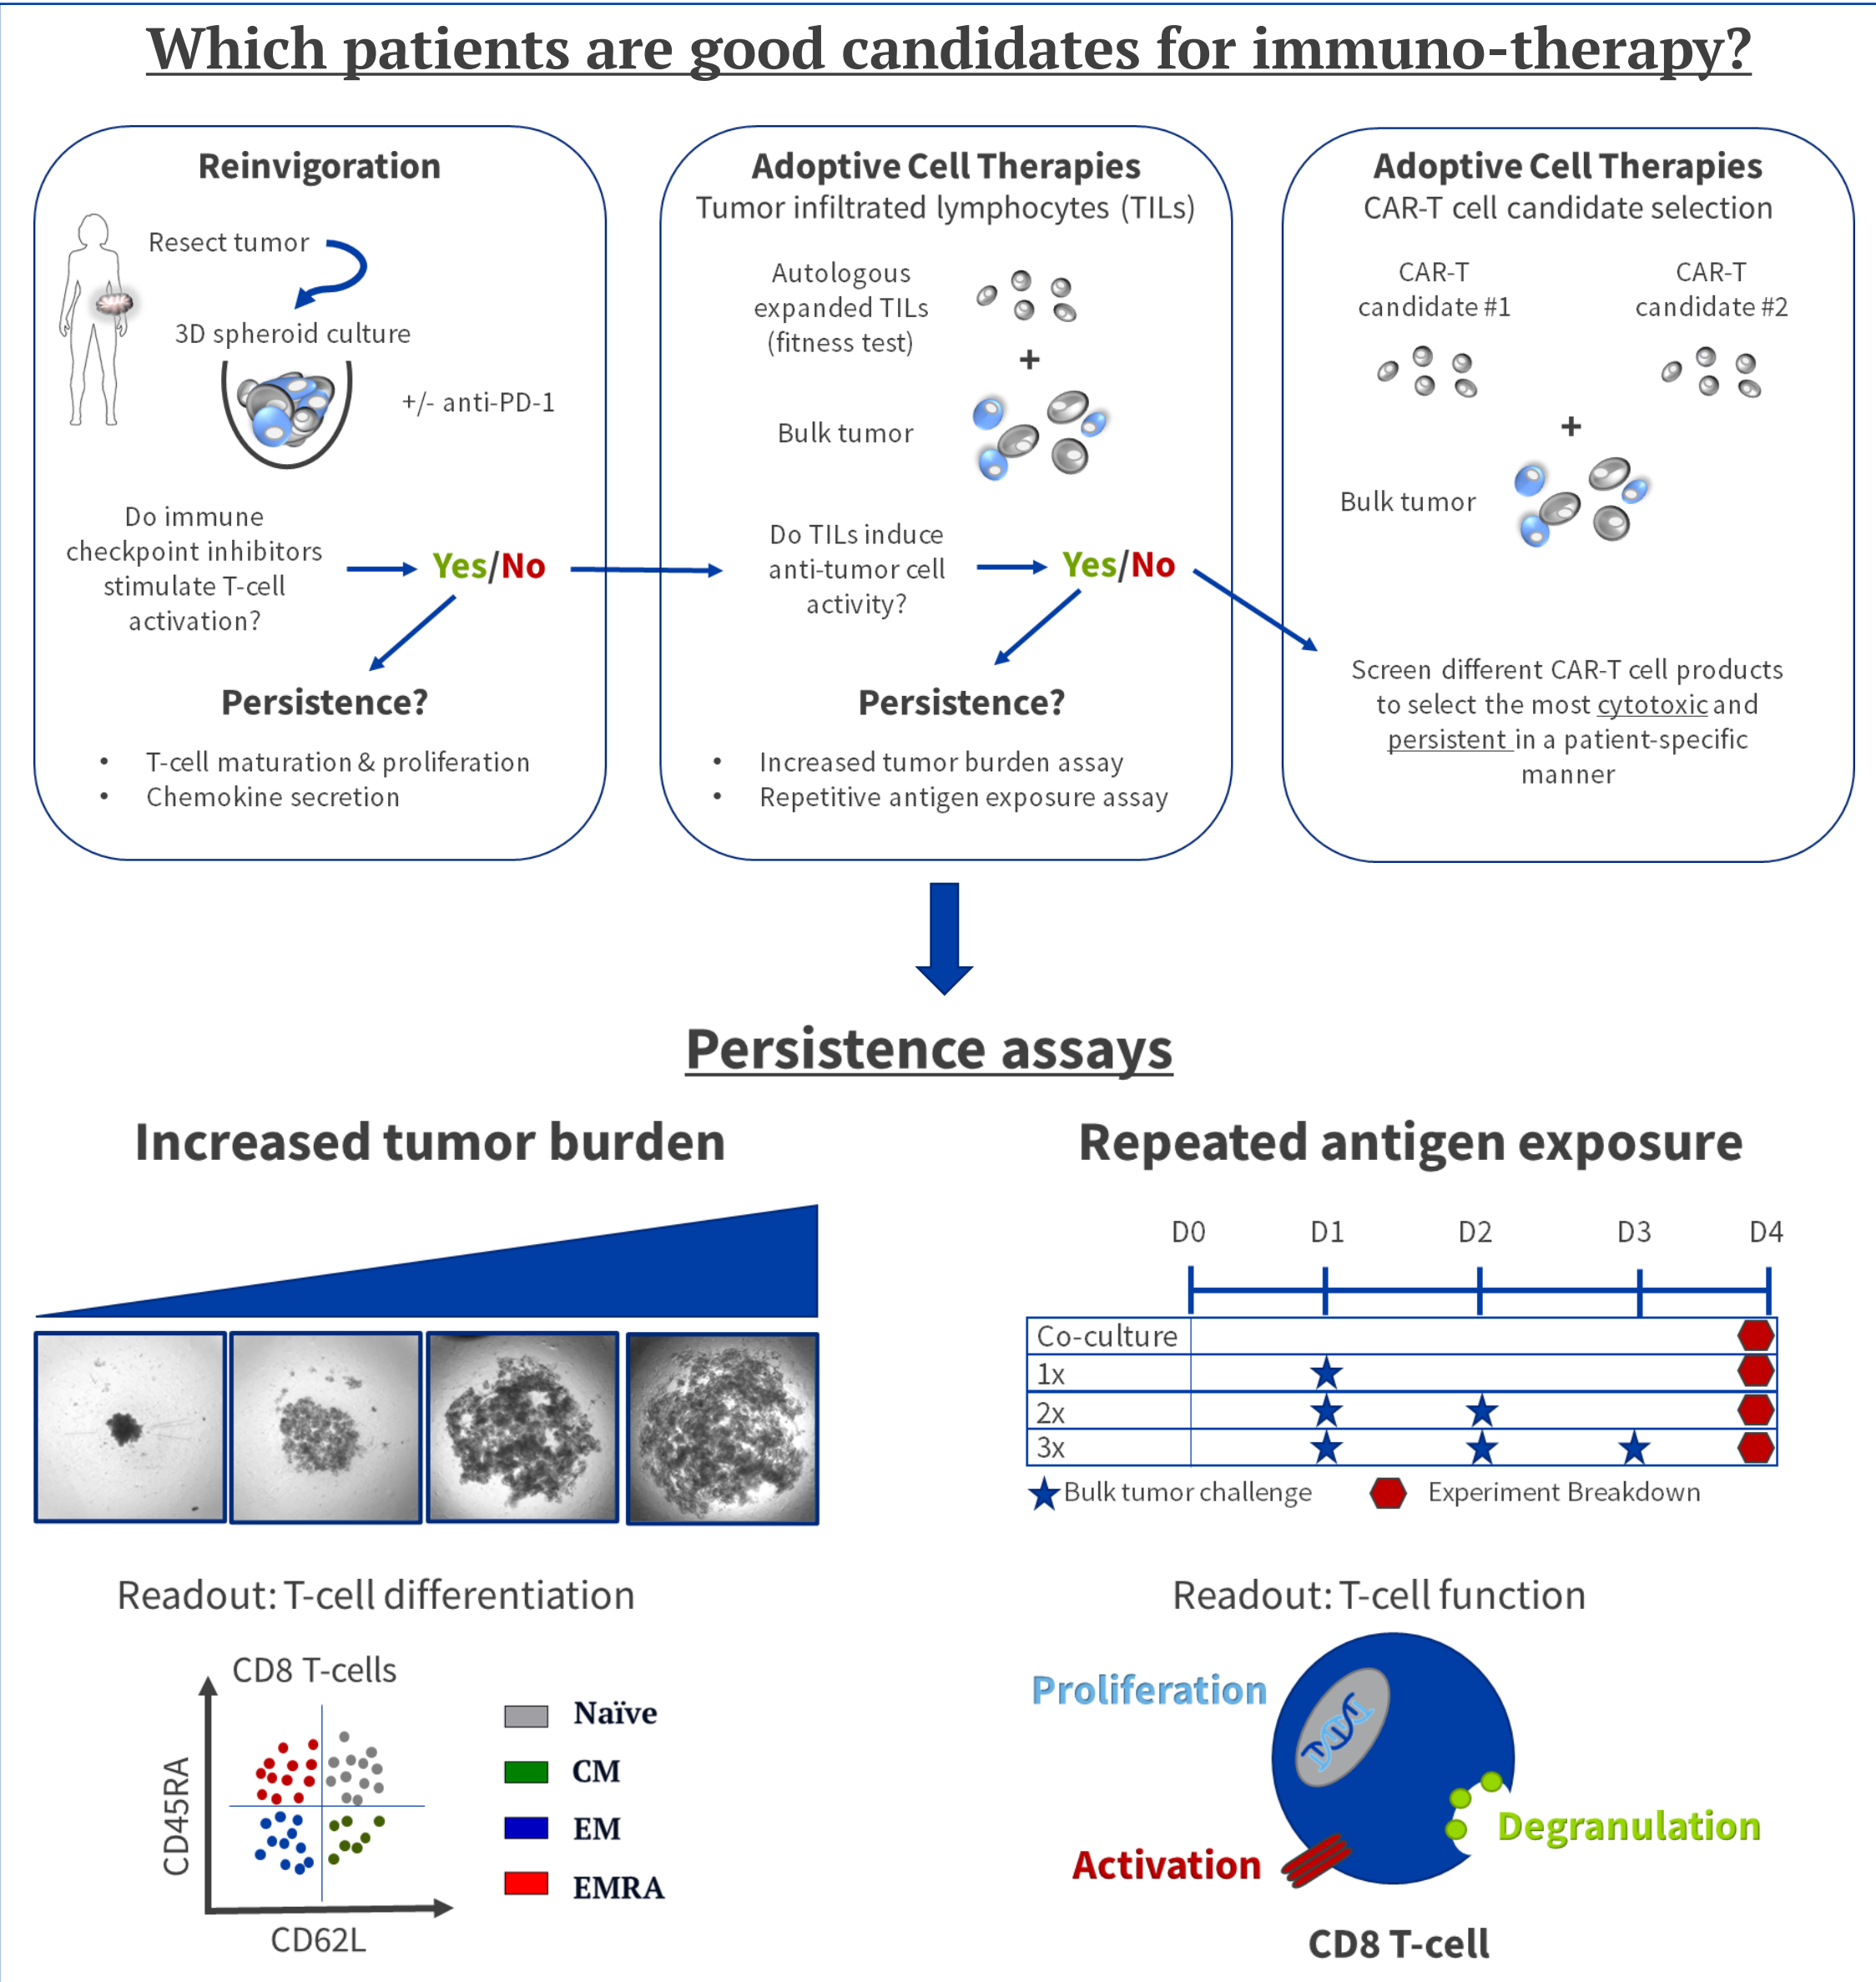 Which patients are good candidates for immuno-therapy?
Reinvigoration
Resect tumor
3D spheroid culture
+/- anti-PD-1
Do immune
checkpoint inhibitors
stimulate T-cell
activation?
Yes/No
Persistence?
• T-cell maturation & proliferation
• Chemokine secretion
Adoptive Cell Therapies
Tumor infiltrated lymphocytes (TILs)
Autologous
expanded TILs
(fitness test)
+
Bulk tumor
Do TILs induce
anti-tumor cell
activity?
Yes/No
Persistence?
• Increased tumor burden assay
• Repetitive antigen exposure assay
Adoptive Cell Therapies
CAR-T cell candidate selection
CAR-T
candidate #1
CAR-T
candidate #2
+
Bulk tumor
Screen different CAR-T cell products
to select the most cytotoxic and
persistent in a patient-specific
manner
Persistence assays
Increased tumor burden
Readout: T-cell differentiation
CD8 T-cells
CD45RA
CD62L
Naïve
CM
EM
EMRA
Repeated antigen exposure
D0 D1 D2 D3 D4
Co-culture
1x
2x
3x
Bulk tumor challenge
Experiment Breakdown
Readout: T-cell function
Proliferation
Degranulation
Activation
CD8 T-cell